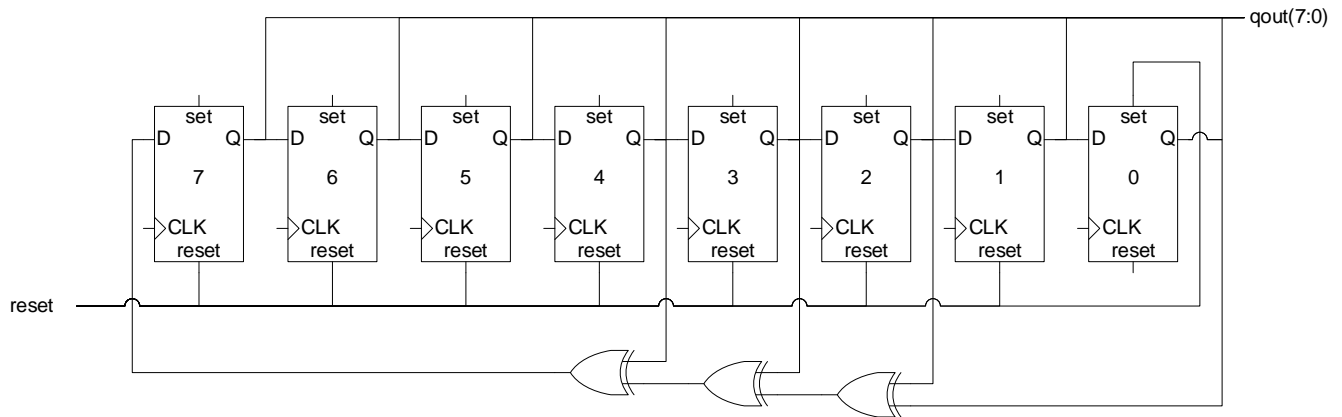 qout(7:0)
set set set set set set set set
D Q D Q D Q D Q D Q D Q D Q D Q
7 6 5 4 3 2 1 0
CLK CLK CLK CLK CLK CLK CLK CLK
reset reset reset reset reset reset reset reset
reset